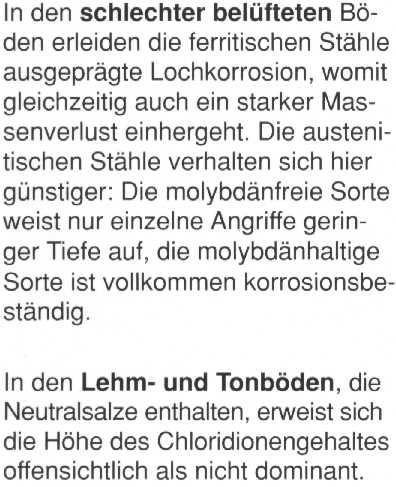 In den schlechter belüfteten Bö-
den erleiden die ferritischen Stähle
ausgeprägte Lochkorrosion, womit
gleichzeitig auch ein starker Mas-
senverlust einhergeht. Die austeni-
tischen Stähle verhalten sich hier
günstiger: Die molybdänfreie Sorte
weist nur einzelne Angriffe gerin-
ger Tiefe auf, die molybdänhaltige
Sorte ist vollkommen korrosionsbe-
ständig.
In den Lehm- und Tonböden, die
Neutralsalze enthalten, erweist sich
die Höhe des Chloridionengehaltes
offensichtlich als nicht dominant.